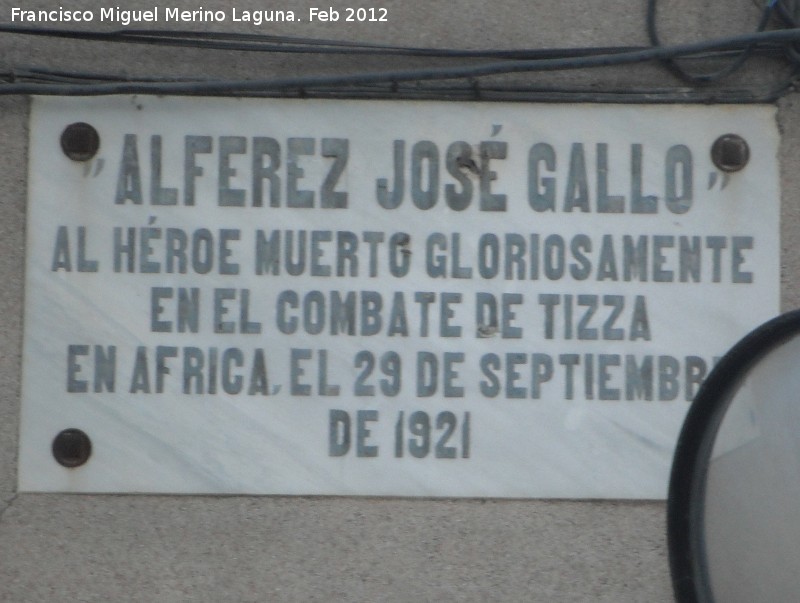 Francisco Miguel Merino Laguna. Feb 2012
"ALFEREZ JOSÉ GALLO"
AL HÉROE MUERTO GLORIOSAMENTE
EN EL COMBATE DE TIZZA
EN AFRICA, EL 29 DE SEPTIEMBRE
DE 1921